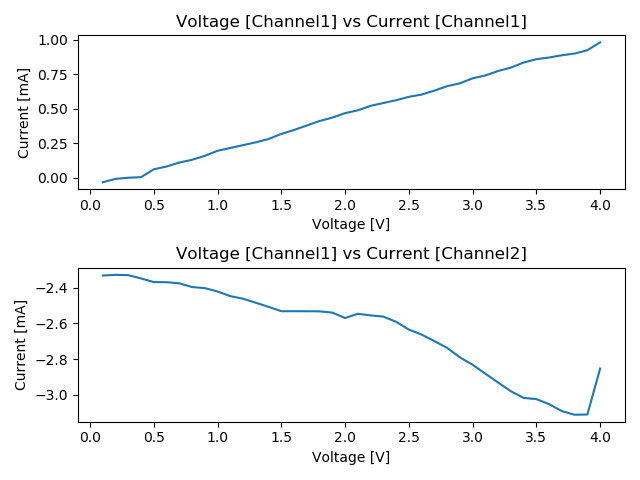 Voltage [Channel1] vs Current [Channel1]
1.00
0.75
0.50
0.25
0.00
Current [mA]
0.0 0.5 1.0 1.5 2.0 2.5 3.0 3.5 4.0
Voltage [V]
Voltage [Channel1] vs Current [Channel2]
−2.4
−2.6
−2.8
−3.0
Current [mA]
0.0 0.5 1.0 1.5 2.0 2.5 3.0 3.5 4.0
Voltage [V]